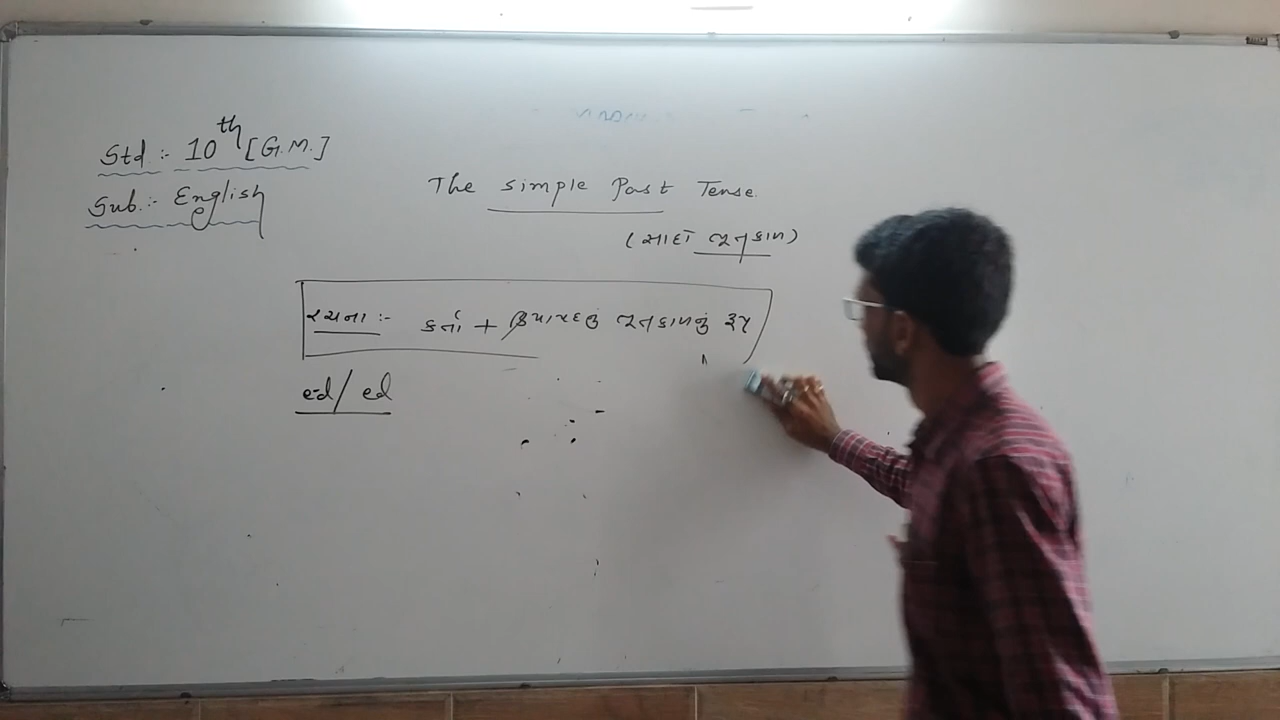 Std :- 10th [G.M.]
Sub :- English
The simple Past Tense.
(સાદો ભૂતકાળ)
રચના :- કર્તા + ક્રિયાપદનું ભૂતકાળનું રૂપ
ed/ ed